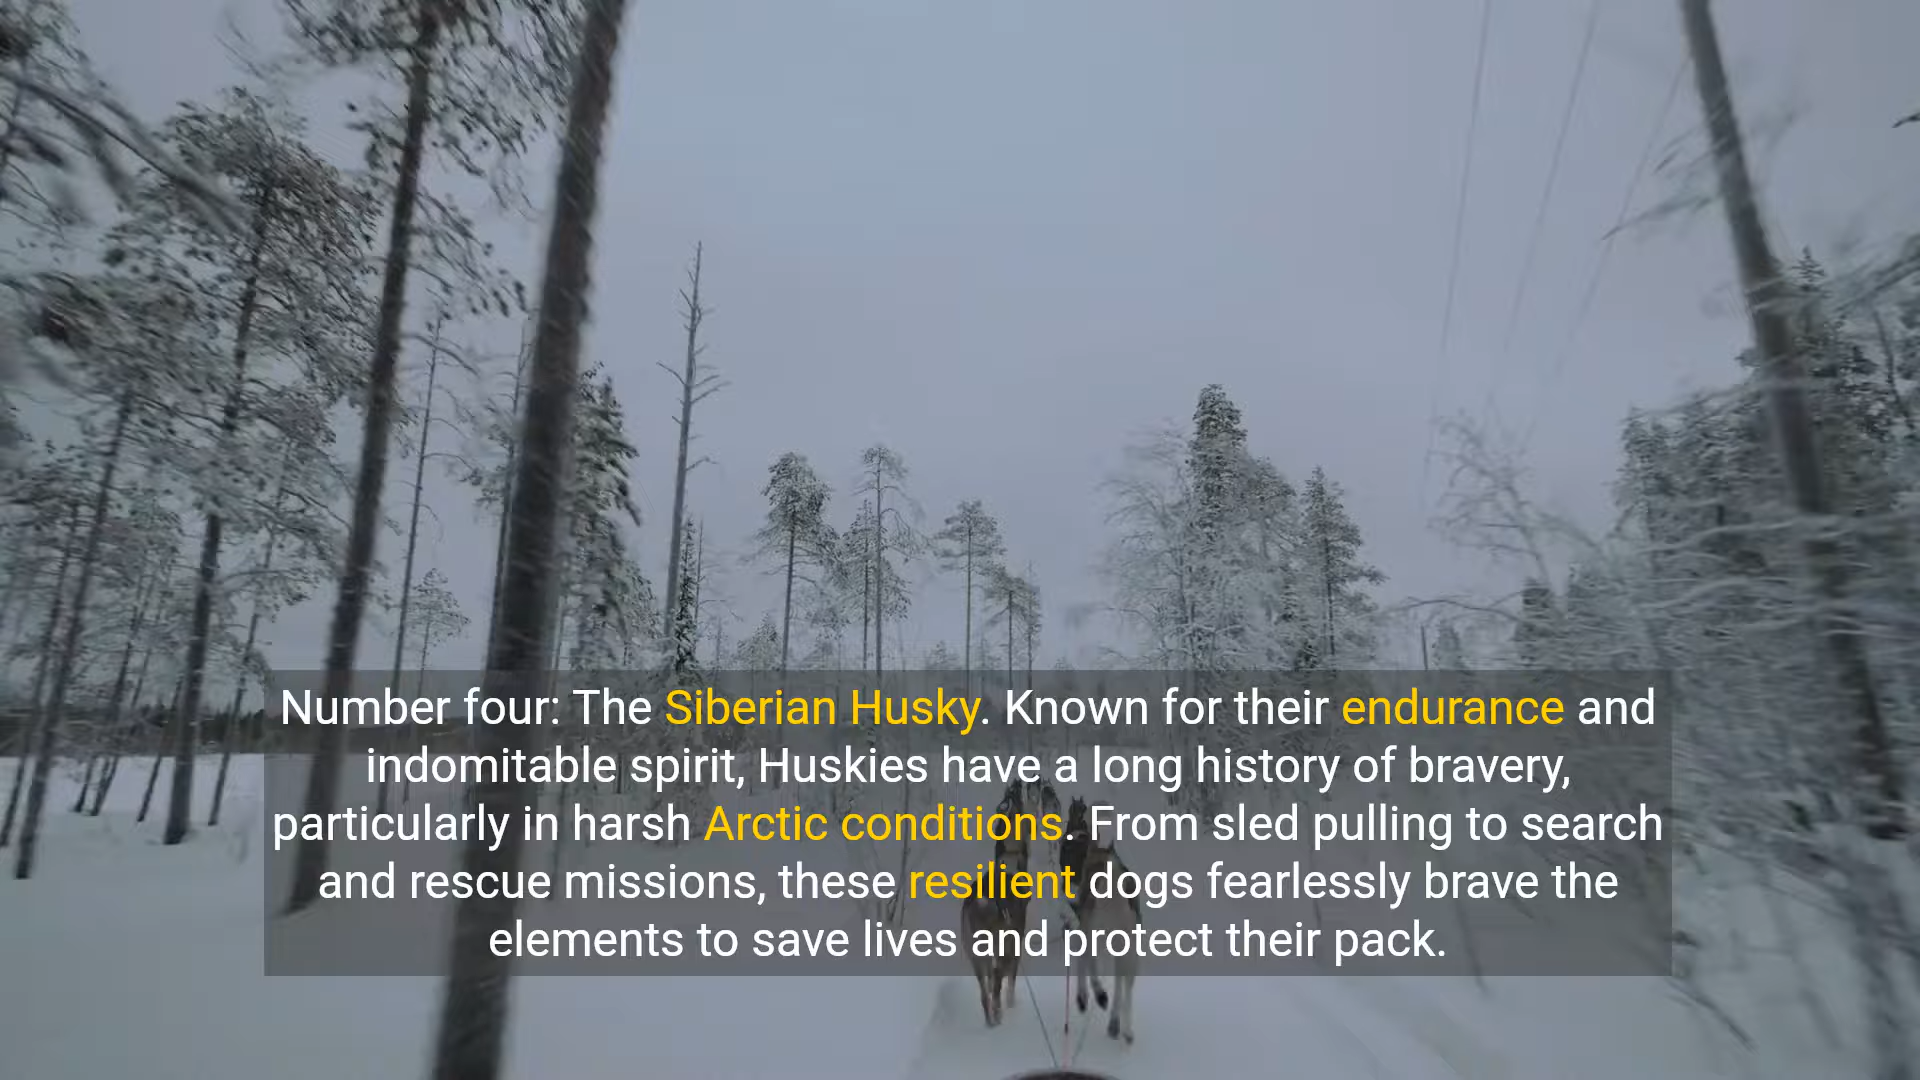 Number four: The Siberian Husky. Known for their endurance and
indomitable spirit, Huskies have a long history of bravery,
particularly in harsh Arctic conditions. From sled pulling to search
and rescue missions, these resilient dogs fearlessly brave the
elements to save lives and protect their pack.